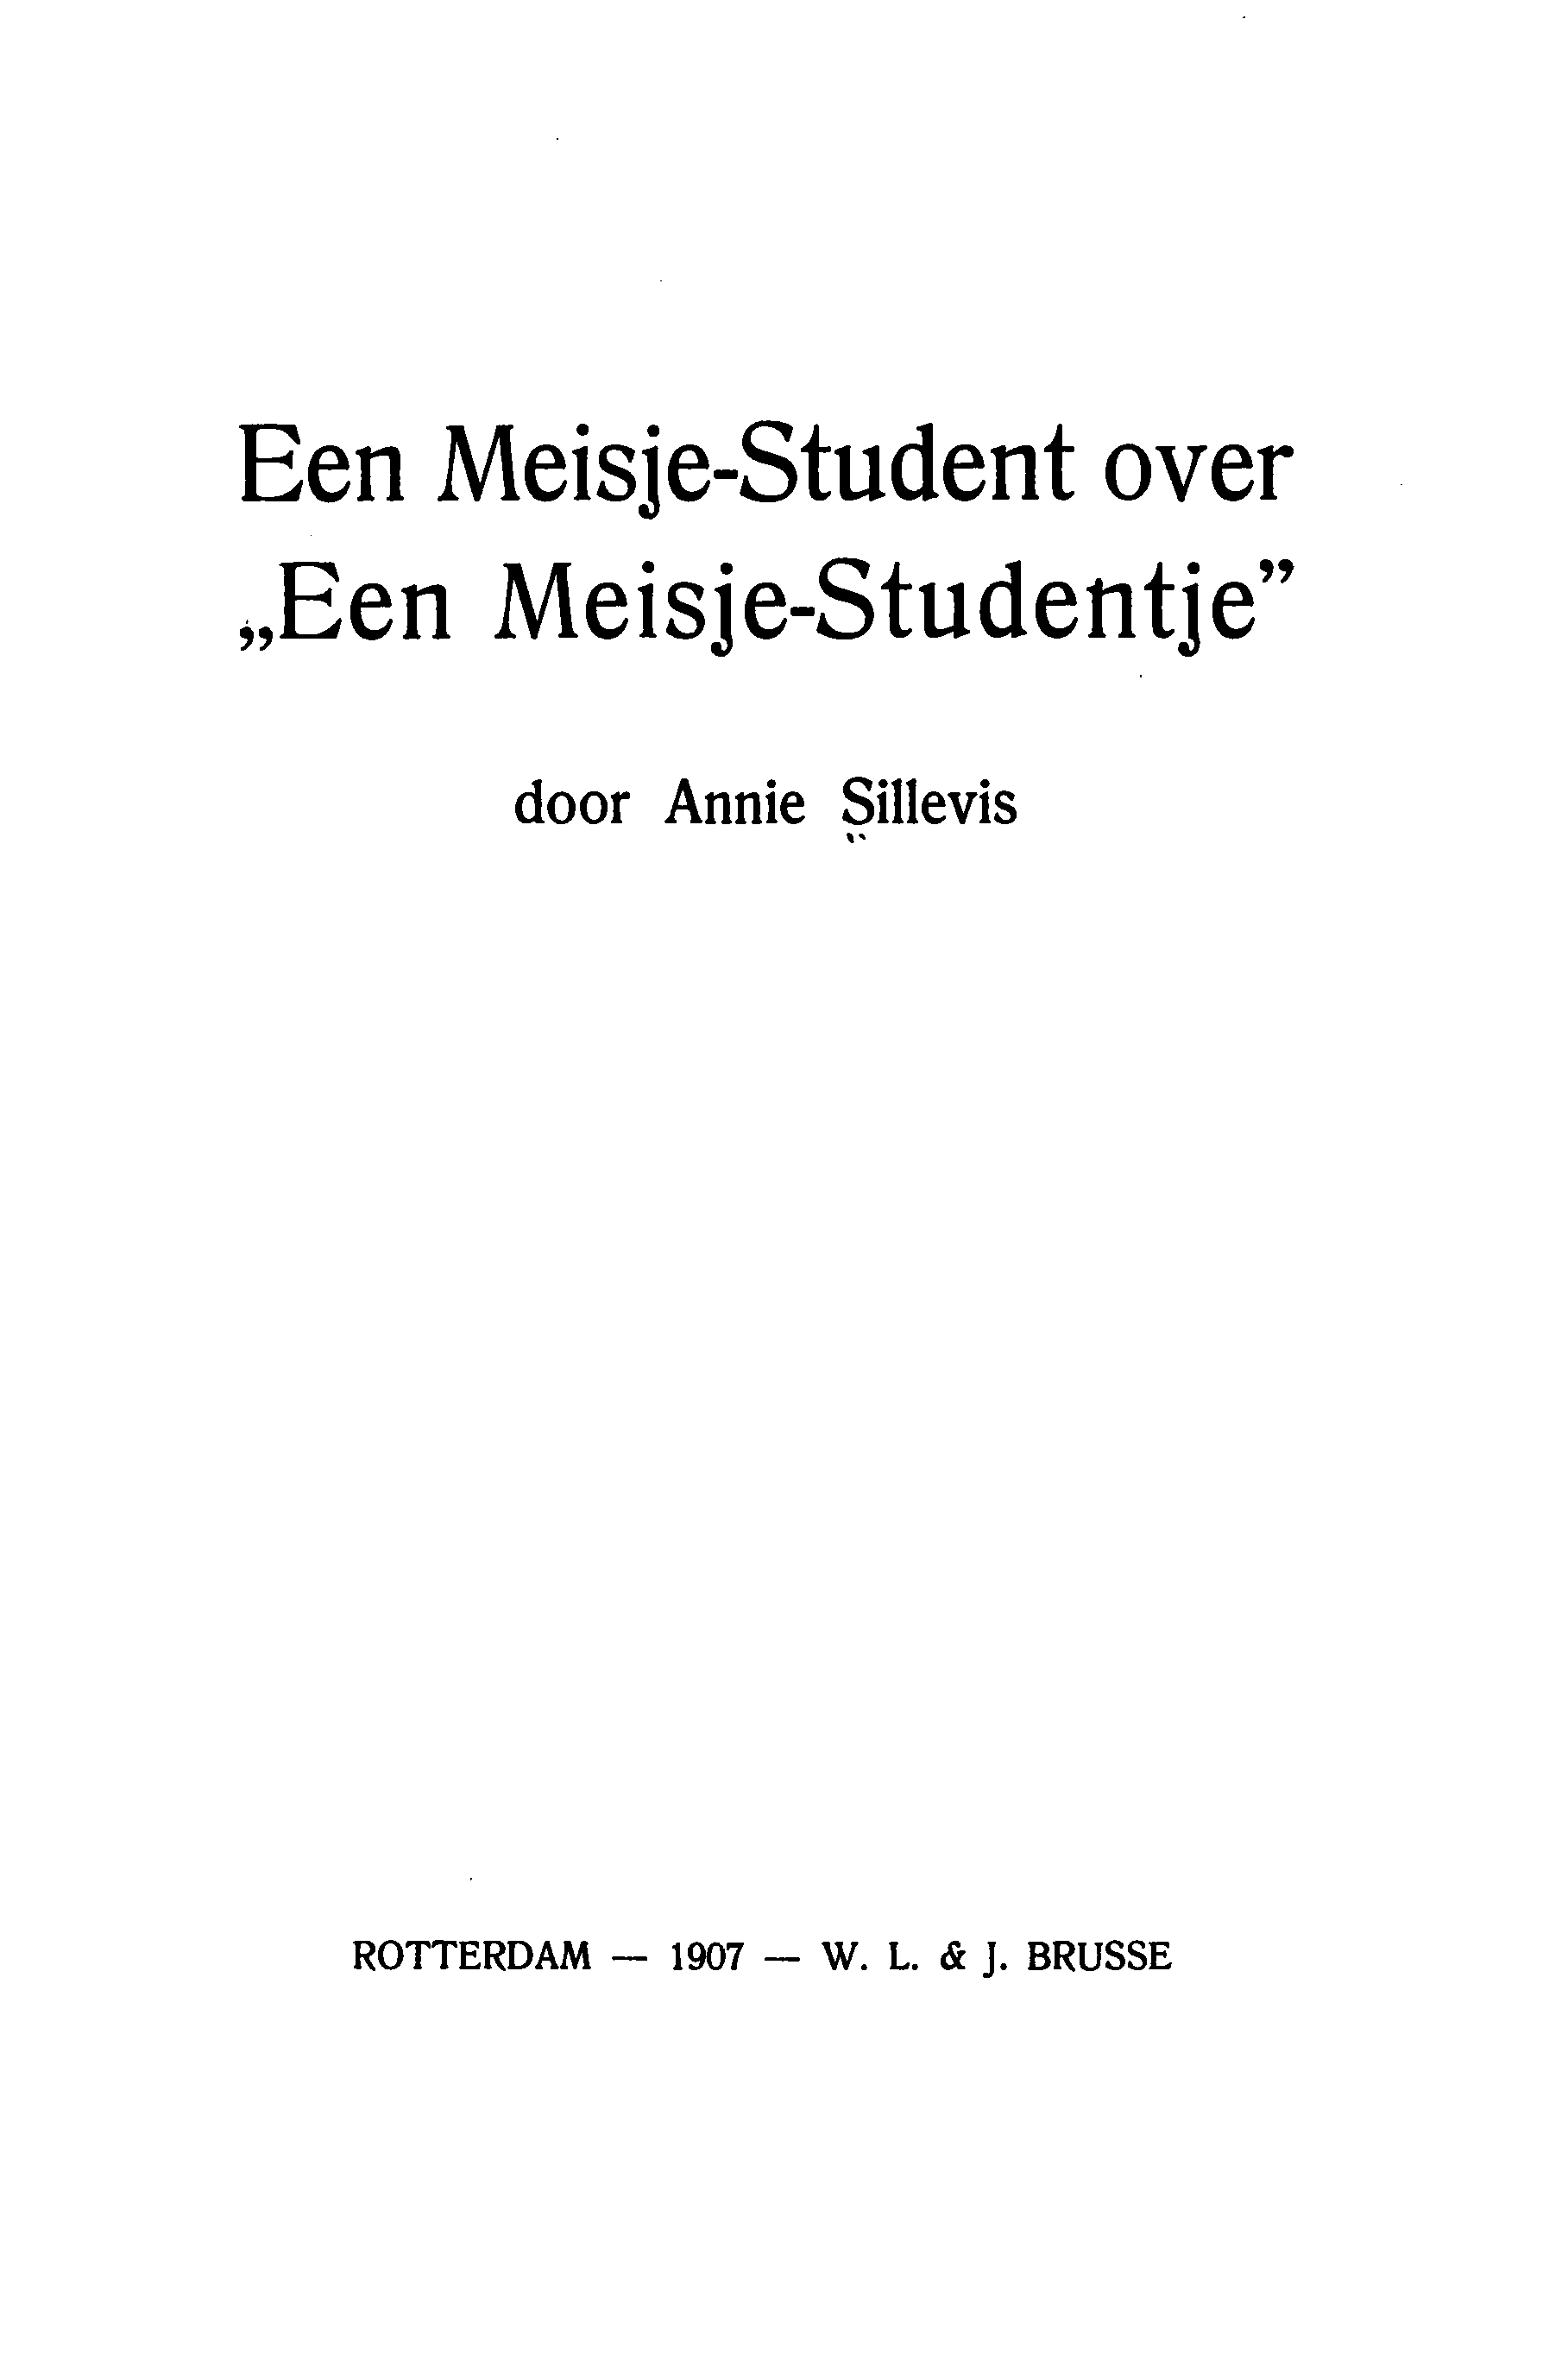 Een Meisje-Student over
„Een Meisje-Studentje”
door Annie Sillevis
ROTTERDAM — 1907 — W. L. & J. BRUSSE